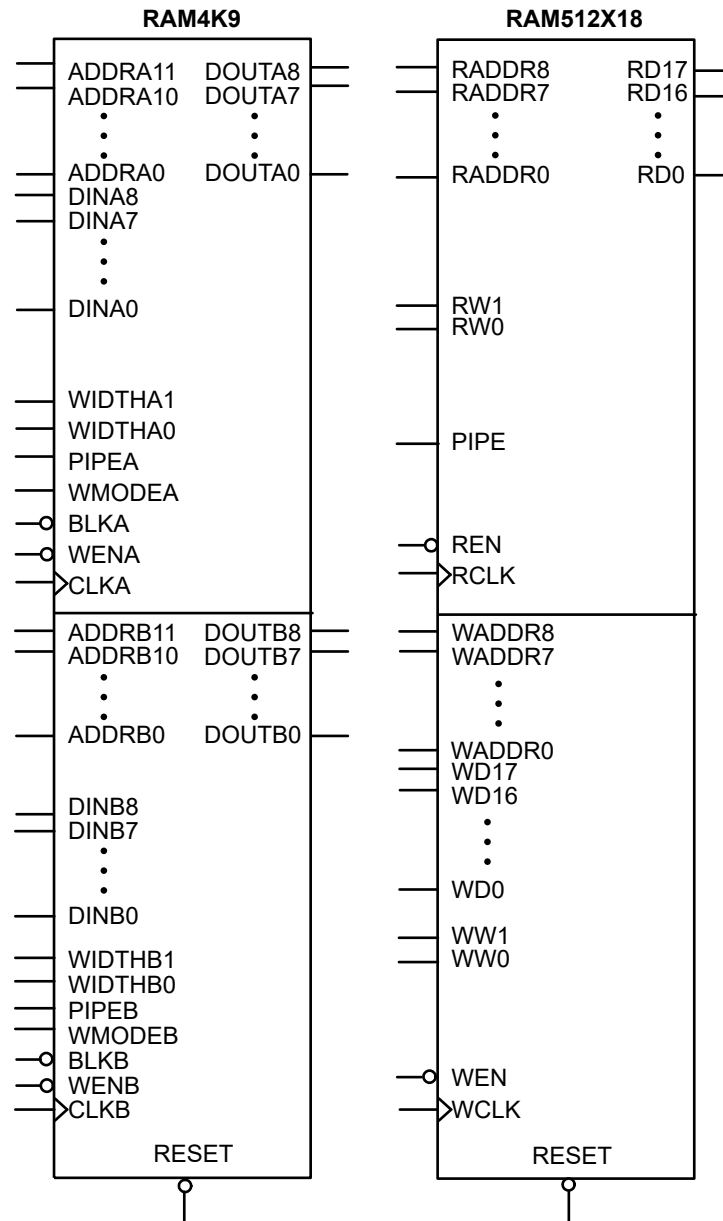 RAM4K9
ADDRA11 DOUTA8
ADDRA10 DOUTA7
ADDRA0 DOUTA0
DINA8
DINA7
DINA0
WIDTHA1
WIDTHA0
PIPEA
WMODEA
BLKA
WENA
CLKA
ADDRB11 DOUTB8
ADDRB10 DOUTB7
ADDRB0 DOUTB0
DINB8
DINB7
DINB0
WIDTHB1
WIDTHB0
PIPEB
WMODEB
BLKB
WENB
CLKB
RESET
RAM512X18
RADDR8 RD17
RADDR7 RD16
RADDR0 RD0
RW1
RW0
PIPE
REN
RCLK
WADDR8
WADDR7
WADDR0
WD17
WD16
WD0
WW1
WW0
WEN
WCLK
RESET